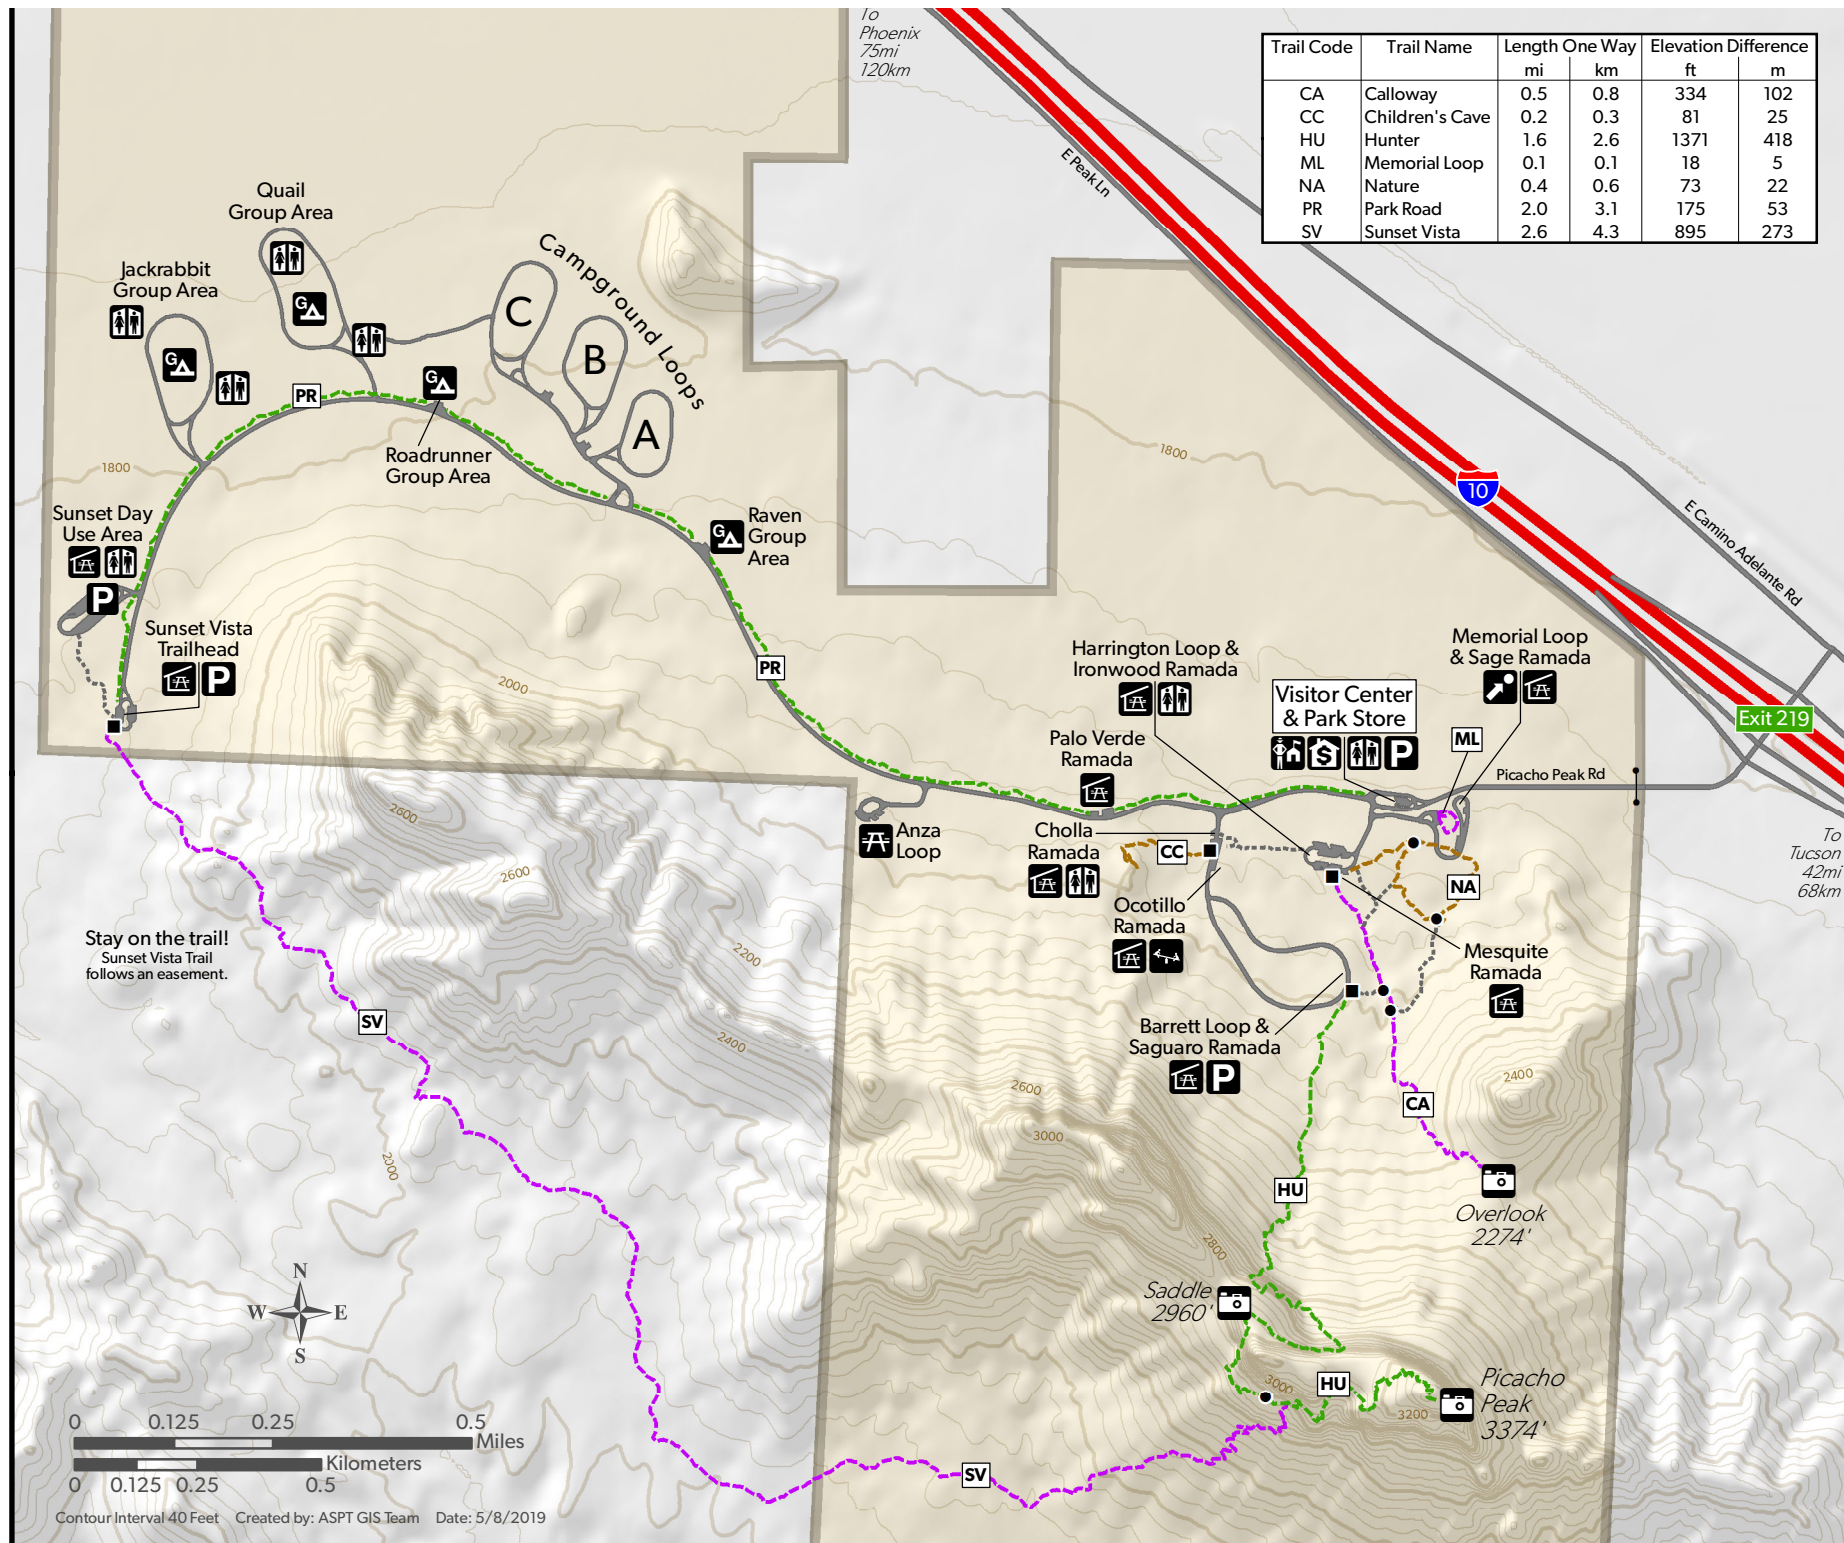 To
Phoenix
75mi
120km
Trail Code Trail Name Length One Way Elevation Difference
mi km ft m
CA Calloway 0.5 0.8 334 102
CC Children's Cave 0.2 0.3 81 25
HU Hunter 1.6 2.6 1371 418
ML Memorial Loop 0.1 0.1 18 5
NA Nature 0.4 0.6 73 22
PR Park Road 2.0 3.1 175 53
SV Sunset Vista 2.6 4.3 895 273
E Peak Ln
Quail
Group Area
Jackrabbit
Group Area
G
G
G
Campground Loops
C
B
A
PR
Roadrunner
Group Area
1800
1800
10
E Camino Adelante Rd
Sunset Day
Use Area
P
G
Raven
Group
Area
Sunset Vista
Trailhead
P
2000
PR
Harrington Loop &
Ironwood Ramada
Memorial Loop
& Sage Ramada
Visitor Center
& Park Store
$
P
ML
Exit 219
Picacho Peak Rd
Palo Verde
Ramada
2600
2600
Anza
Loop
Cholla
Ramada
CC
NA
To
Tucson
42mi
68km
Ocotillo
Ramada
Mesquite
Ramada
Stay on the trail!
Sunset Vista Trail
follows an easement.
2200
2400
SV
Barrett Loop &
Saguaro Ramada
P
2600
2400
3000
CA
2000
HU
Overlook
2274'
2800
Saddle
2960'
N
W E
S
3000
HU
3200
Picacho
Peak
3374'
SV
0 0.125 0.25 0.5
Miles
Kilometers
0 0.125 0.25 0.5
Contour Interval 40 Feet Created by: ASPT GIS Team Date: 5/8/2019